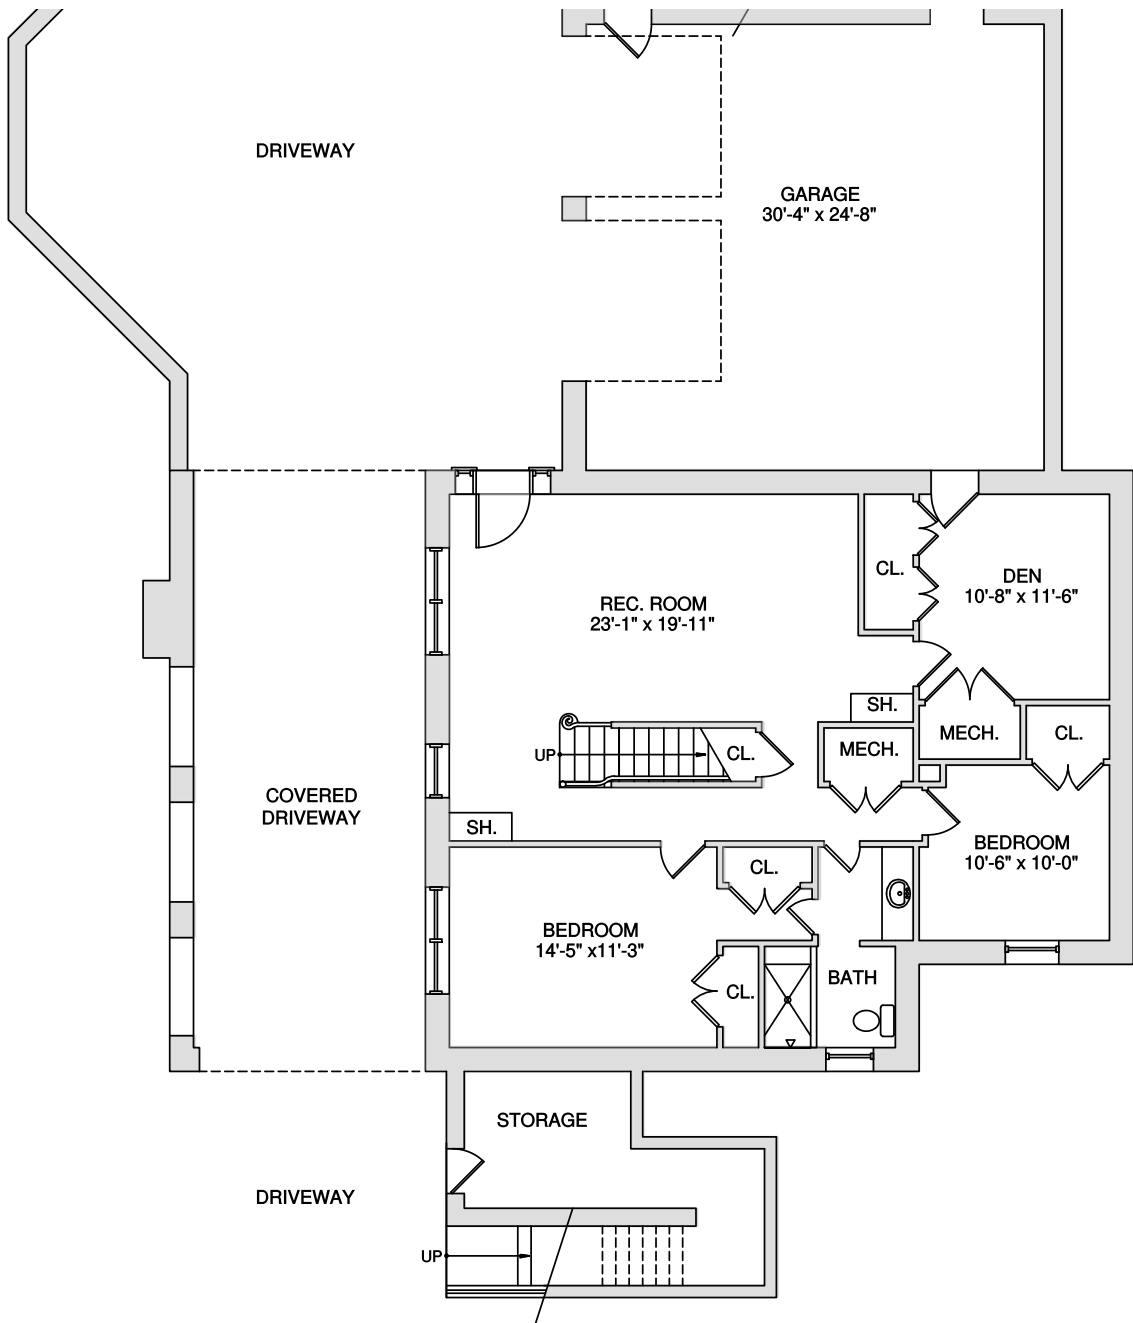 DRIVEWAY
GARAGE
30'-4" x 24'-8"
CL.
DEN
10'-8" x 11'-6"
REC. ROOM
23'-1" x 19'-11"
SH.
MECH.
CL.
UP
CL.
MECH.
COVERED
DRIVEWAY
SH.
BEDROOM
10'-6" x 10'-0"
CL.
BEDROOM
14'-5" x11'-3"
CL.
BATH
STORAGE
DRIVEWAY
UP